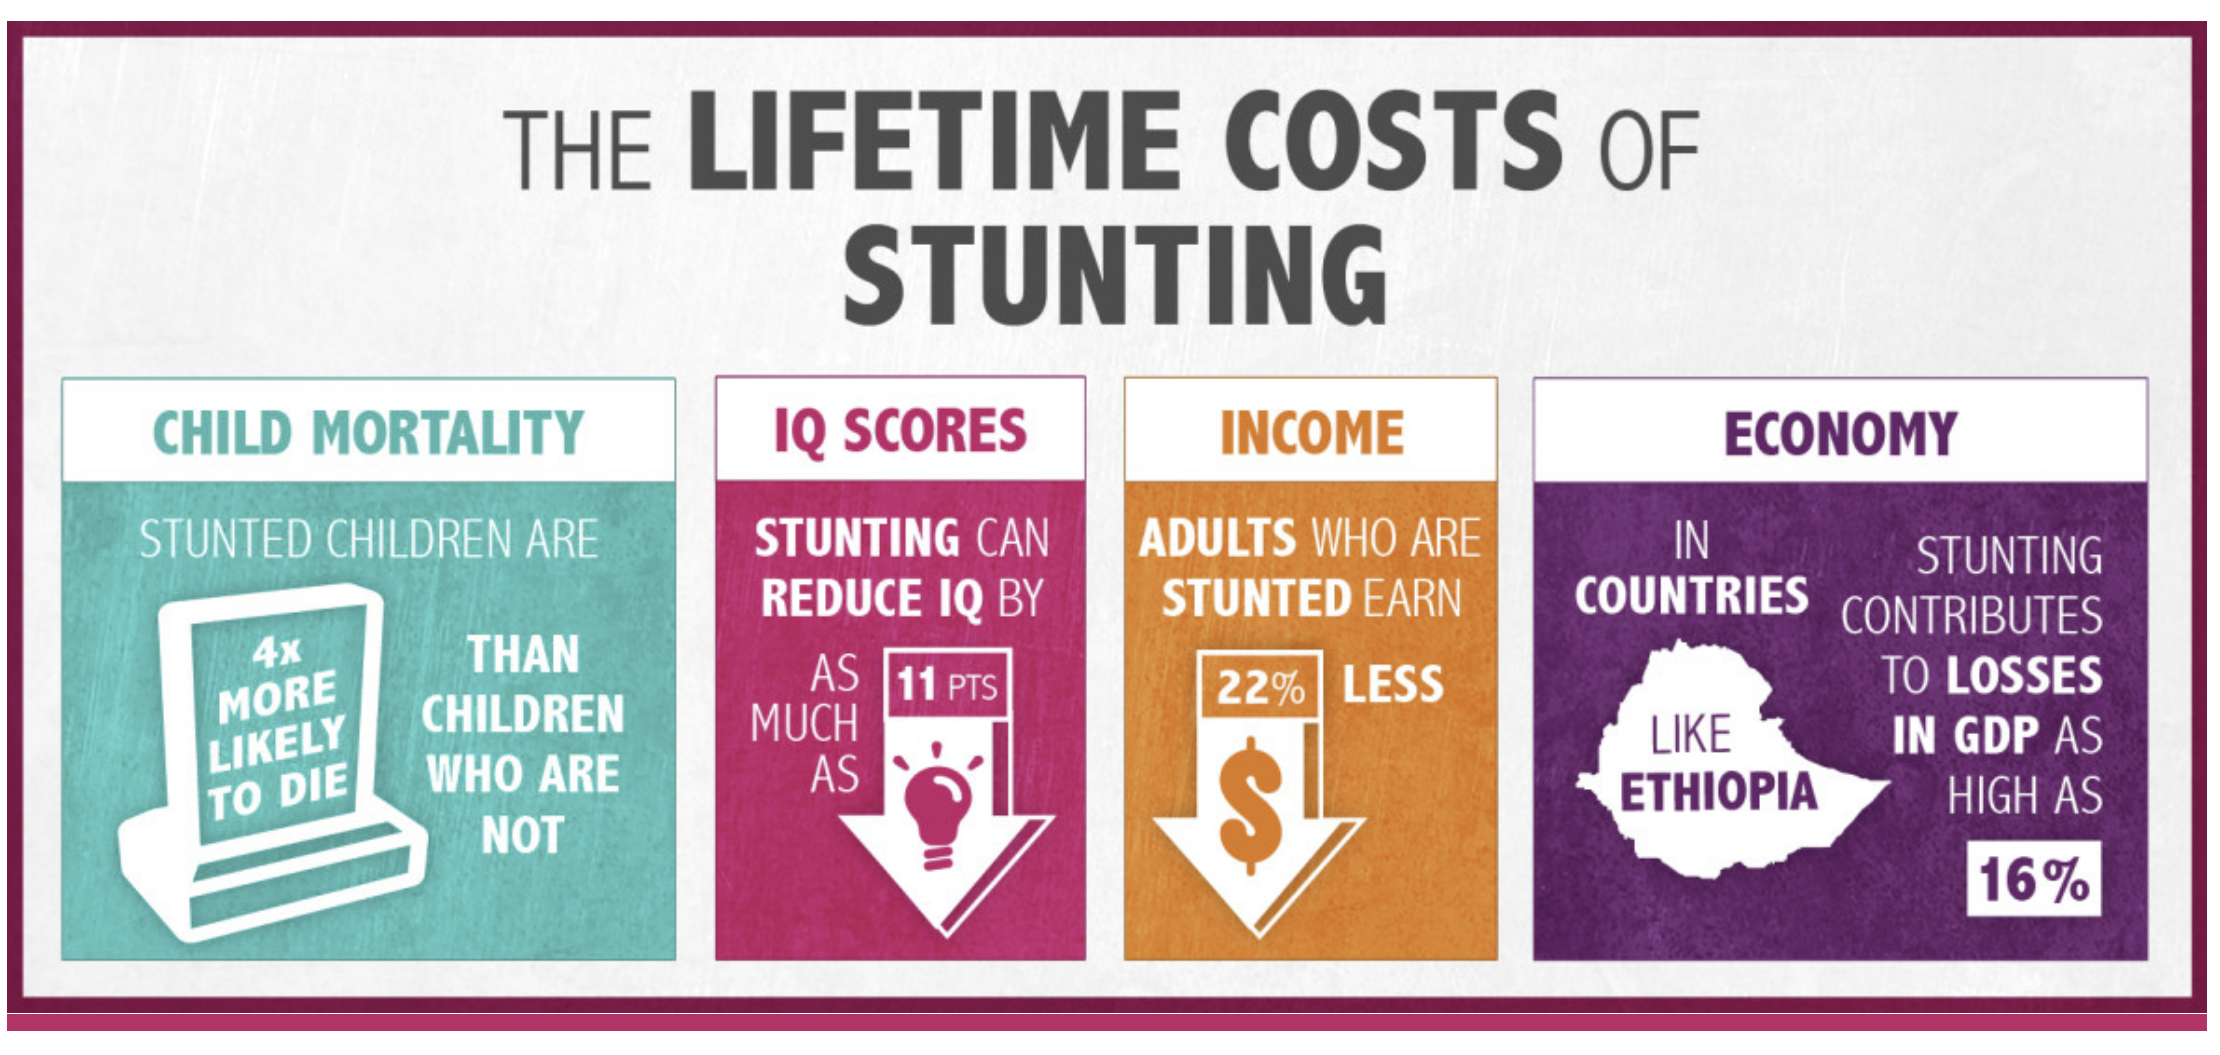 THE LIFETIME COSTS OF
STUNTING
CHILD MORTALITY
STUNTED CHILDREN ARE
4x
MORE
LIKELY
TO DIE
THAN
CHILDREN
WHO ARE
NOT
IQ SCORES
STUNTING CAN
REDUCE IQ BY
AS
MUCH
AS
11 PTS
INCOME
ADULTS WHO ARE
STUNTED EARN
22% LESS
ECONOMY
IN
COUNTRIES
LIKE
ETHIOPIA
STUNTING
CONTRIBUTES
TO LOSSES
IN GDP AS
HIGH AS
16%